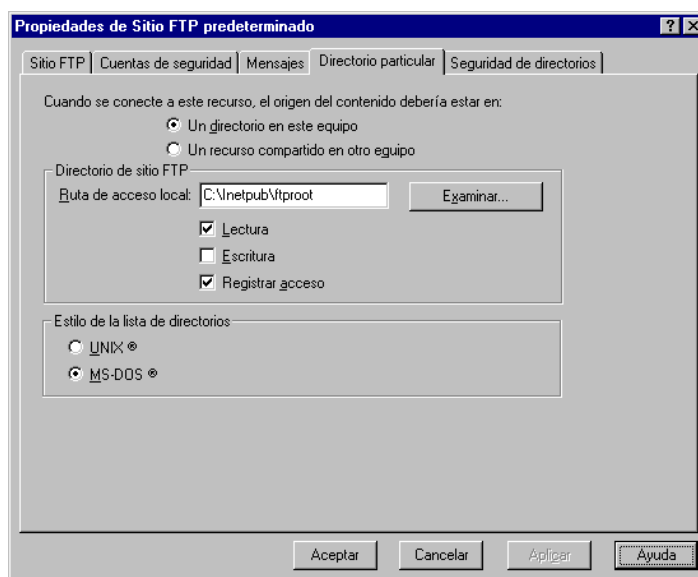 Propiedades de Sitio FTP predeterminado
Sitio FTP Cuentas de seguridad Mensajes Directorio particular Seguridad de directorios
Cuando se conecte a este recurso, el origen del contenido debería estar en:
Un directorio en este equipo
Un recurso compartido en otro equipo
Directorio de sitio FTP
Ruta de acceso local: C:\Inetpub\ftproot Examinar...
Lectura
Escritura
Registrar acceso
Estilo de la lista de directorios
UNIX ®
MS-DOS ®
Aceptar Cancelar Aplicar Ayuda